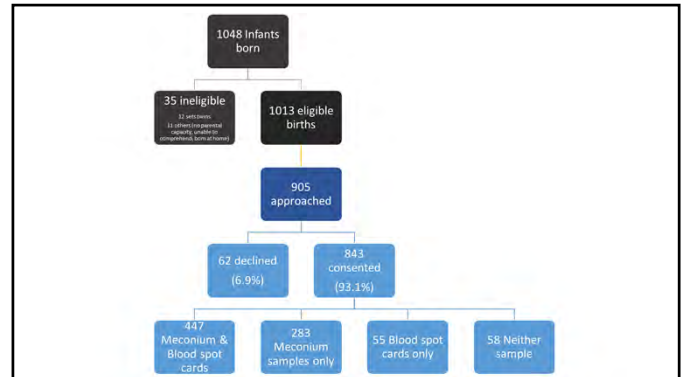 1048 Infants
born
35 ineligible
12 sets twins
11 others (no parental
capacity, unable to
comprehend, born at home)
1013 eligible
births
905
approached
62 declined
(6.9%)
843
consented
(93.1%)
447
Meconium &
Blood spot
cards
283
Meconium
samples only
55 Blood spot
cards only
58 Neither
sample